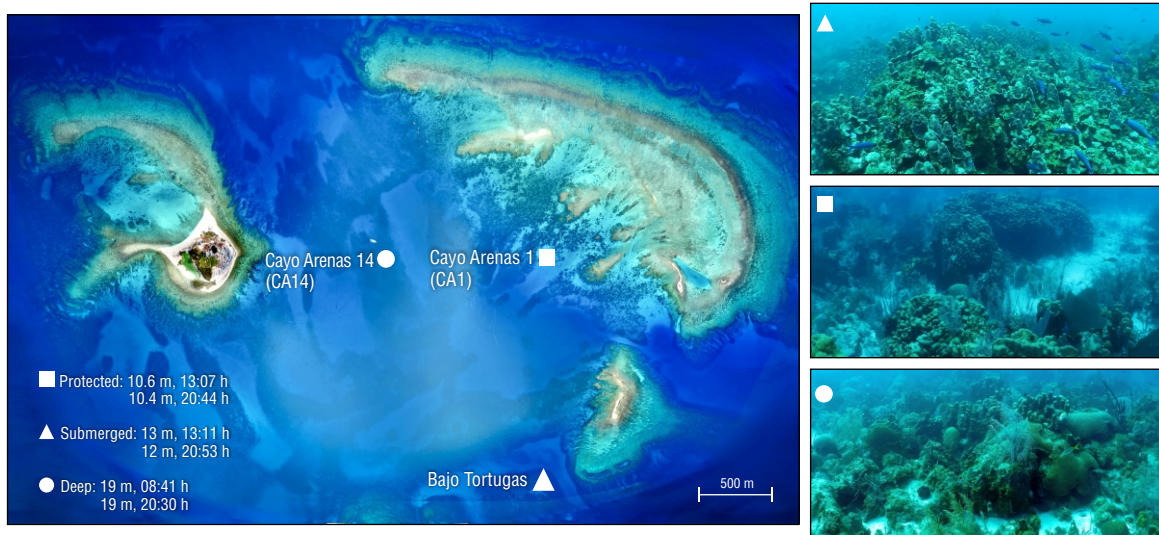 Cayo Arenas 14
(CA14)
Cayo Arenas 1
(CA1)
Protected: 10.6 m, 13:07 h
10.4 m, 20:44 h
Submerged: 13 m, 13:11 h
12 m, 20:53 h
Deep: 19 m, 08:41 h
19 m, 20:30 h
Bajo Tortugas
500 m